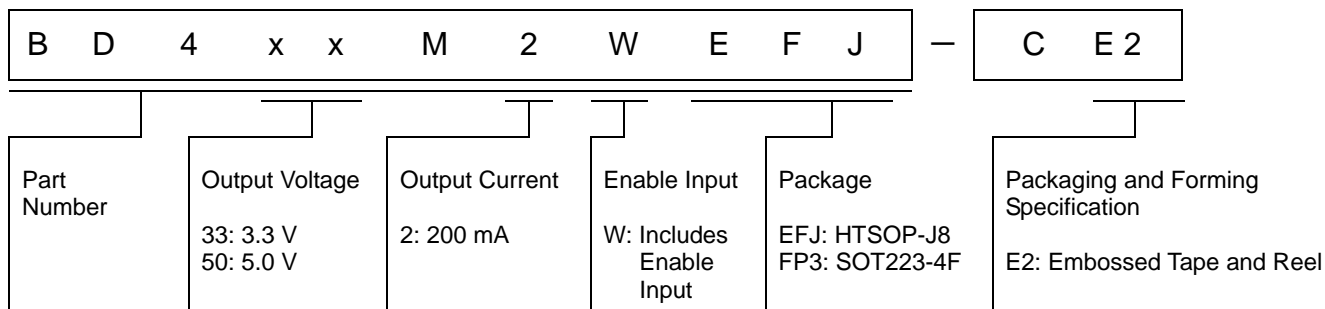 B D 4 x x M 2 W E F J - C E 2
Part
Number
Output Voltage
33: 3.3 V
50: 5.0 V
Output Current
2: 200 mA
Enable Input
W: Includes
Enable
Input
Package
EFJ: HTSOP-J8
FP3: SOT223-4F
Packaging and Forming
Specification
E2: Embossed Tape and Reel